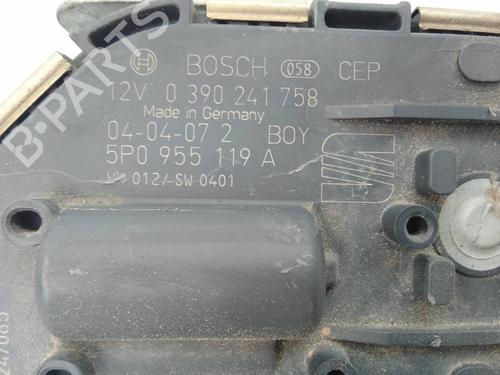 BOSCH 058 CEP
12V 0 390 241 758
Made in Germany
04-04-07 2 BOY
5P0 955 119 A
HW 012/-SW 0401
B-PARTS